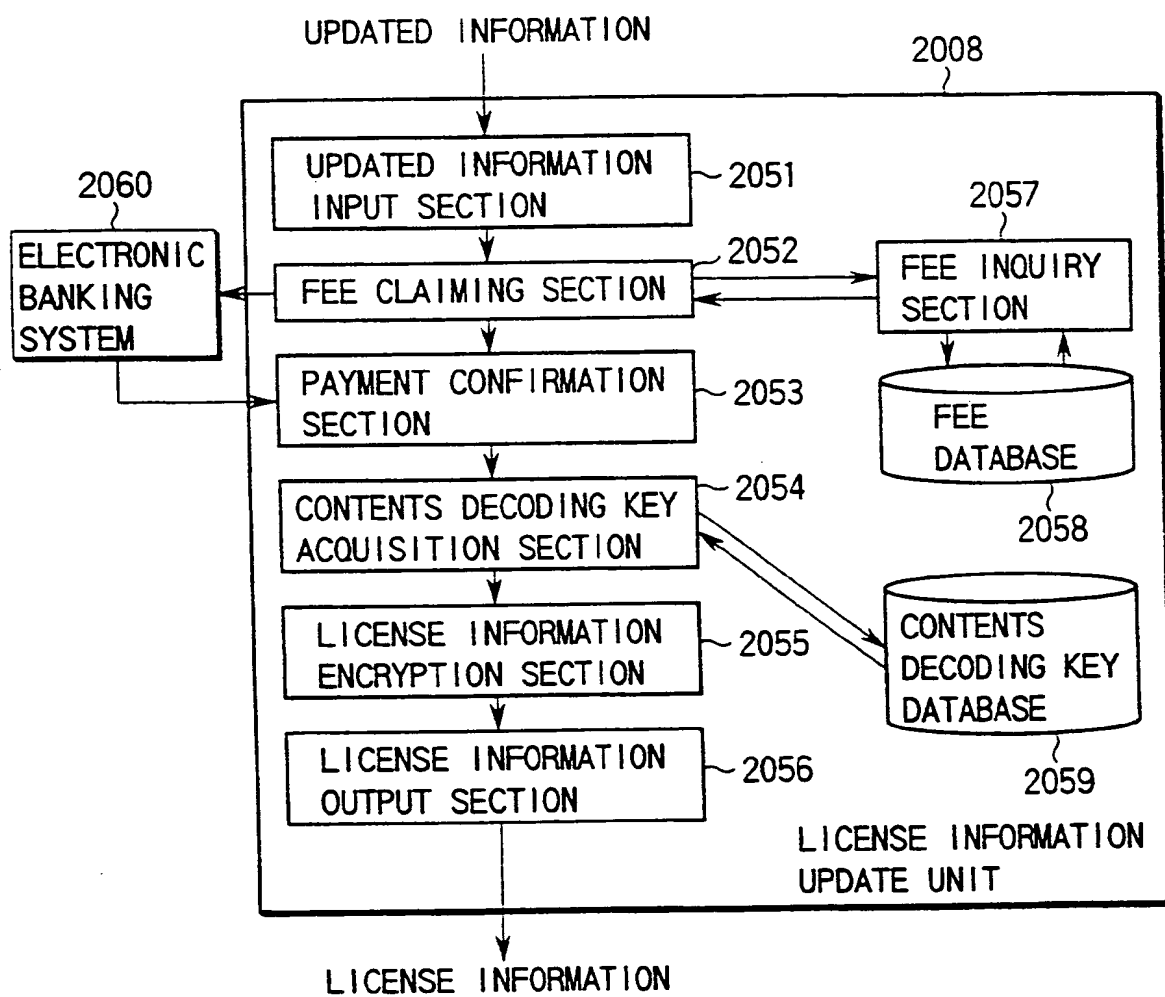 UPDATED INFORMATION
2008
UPDATED INFORMATION
INPUT SECTION
2051
2060
ELECTRONIC
BANKING
SYSTEM
2052
FEE CLAIMING SECTION
2057
FEE INQUIRY
SECTION
PAYMENT CONFIRMATION
SECTION
2053
FEE
DATABASE
2058
CONTENTS DECODING KEY
ACQUISITION SECTION
2054
LICENSE INFORMATION
ENCRYPTION SECTION
2055
CONTENTS
DECODING KEY
DATABASE
2059
LICENSE INFORMATION
OUTPUT SECTION
2056
LICENSE INFORMATION
UPDATE UNIT
LICENSE INFORMATION